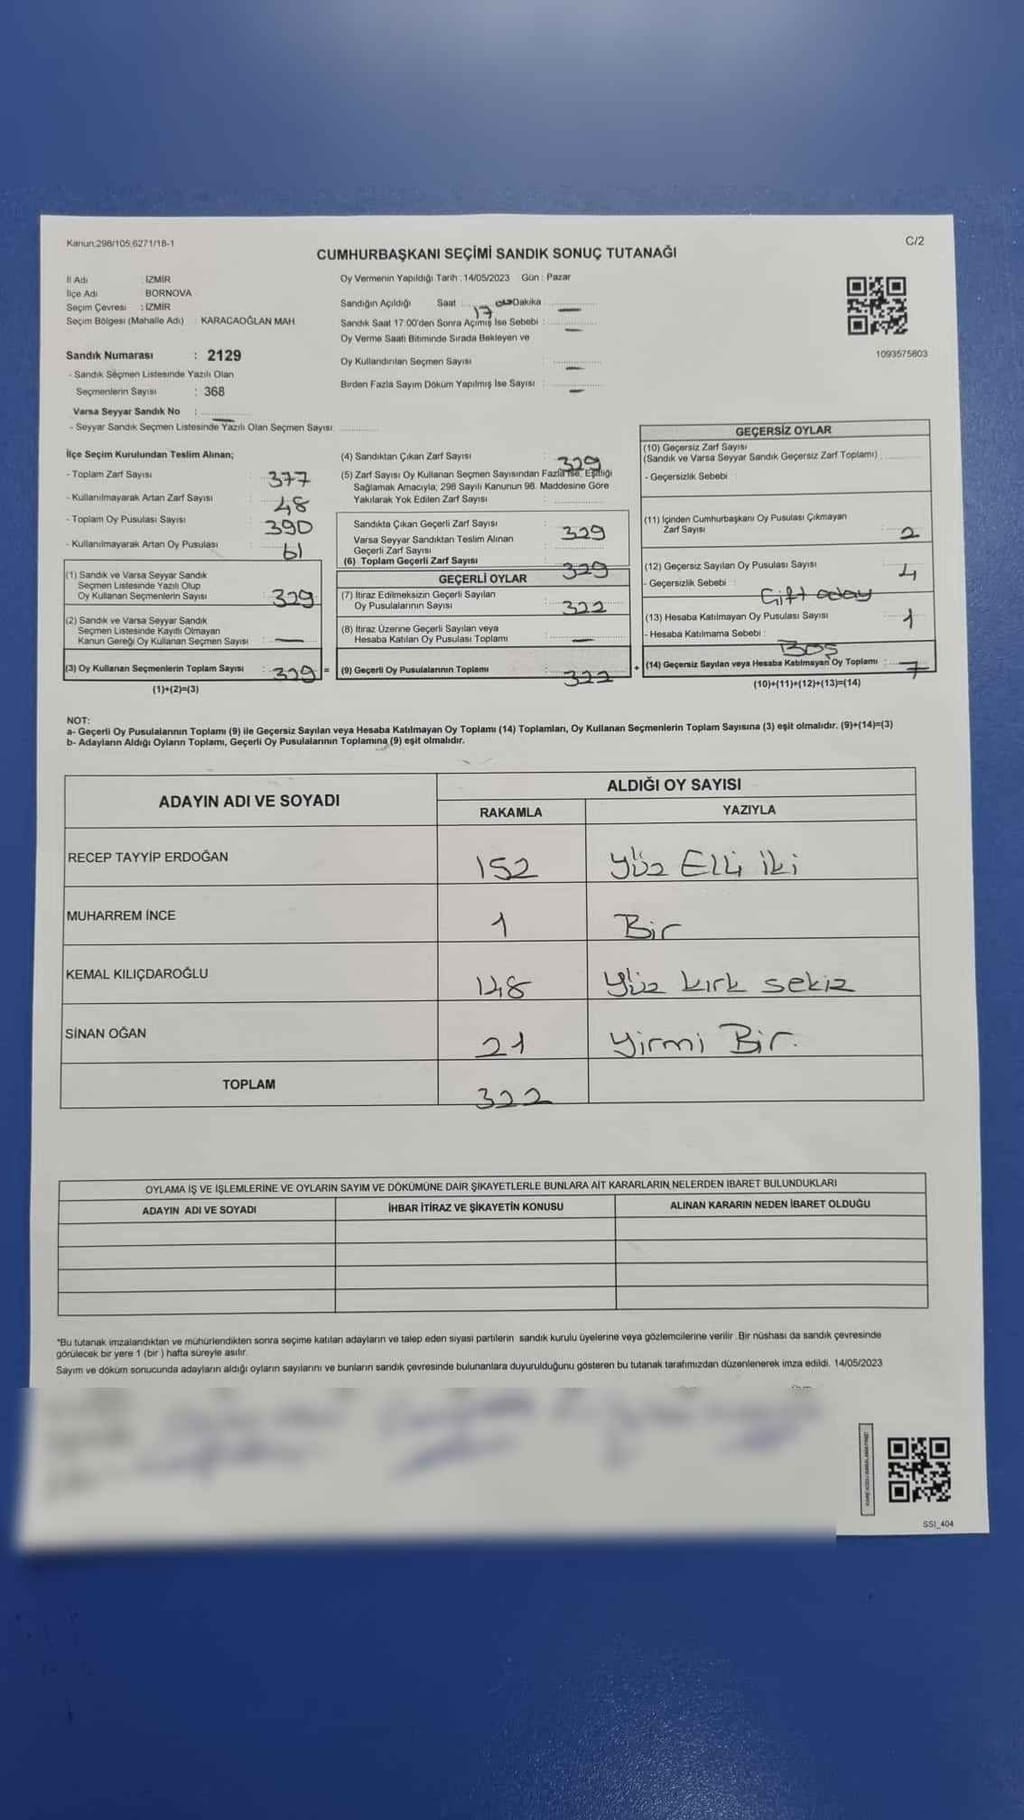 Kanun:298/105,6271/18-1
C/2
CUMHURBAŞKANI SEÇİMİ SANDIK SONUÇ TUTANAĞI
İl Adı : İZMİR
İlçe Adı : BORNOVA
Seçim Çevresi : İZMİR
Seçim Bölgesi (Mahalle Adı) KARACAOĞLAN MAH
Sandık Numarası : 2129
- Sandık Seçmen Listesinde Yazılı Olan
Seçmenlerin Sayısı : 368
Varsa Seyyar Sandık No :
- Seyyar Sandık Seçmen Listesinde Yazılı Olan Seçmen Sayısı
Oy Vermenin Yapıldığı Tarih : 14/05/2023 Gün : Pazar
Sandığın Açıldığı Saat 17 Dakika
Sandık Saat 17:00'den Sonra Açılmış İse Sebebi :
Oy Verme Saati Bitiminde Sırada Bekleyen ve
Oy Kullandırılan Seçmen Sayısı :
Birden Fazla Sayım Döküm Yapılmış İse Sayısı :
1093575803
İlçe Seçim Kurulundan Teslim Alınan;
- Toplam Zarf Sayısı : 377
- Kullanılmayarak Artan Zarf Sayısı : 48
- Toplam Oy Pusulası Sayısı : 390
- Kullanılmayarak Artan Oy Pusulası : 61
(1) Sandık ve Varsa Seyyar Sandık
Seçmen Listesinde Yazılı Olup
Oy Kullanan Seçmenlerin Sayısı : 329
(2) Sandık ve Varsa Seyyar Sandık
Seçmen Listesinde Kayıtlı Olmayan
Kanun Gereği Oy Kullanan Seçmen Sayısı : —
(3) Oy Kullanan Seçmenlerin Toplam Sayısı : 329 =
(1)+(2)=(3)
(4) Sandıktan Çıkan Zarf Sayısı : 329
(5) Zarf Sayısı Oy Kullanan Seçmen Sayısından Fazla İse, Eşitliği
Sağlamak Amacıyla; 298 Sayılı Kanunun 98. Maddesine Göre
Yakılarak Yok Edilen Zarf Sayısı :
Sandıkta Çıkan Geçerli Zarf Sayısı : 329
Varsa Seyyar Sandıktan Teslim Alınan
Geçerli Zarf Sayısı :
(6) Toplam Geçerli Zarf Sayısı : 329
GEÇERLİ OYLAR
(7) İtiraz Edilmeksizin Geçerli Sayılan
Oy Pusulalarının Sayısı : 322
(8) İtiraz Üzerine Geçerli Sayılan veya
Hesaba Katılan Oy Pusulası Toplamı : —
(9) Geçerli Oy Pusulalarının Toplamı : 322 +
GEÇERSİZ OYLAR
(10) Geçersiz Zarf Sayısı
(Sandık ve Varsa Seyyar Sandık Geçersiz Zarf Toplamı)
- Geçersizlik Sebebi :
(11) İçinden Cumhurbaşkanı Oy Pusulası Çıkmayan
Zarf Sayısı : 2
(12) Geçersiz Sayılan Oy Pusulası Sayısı : 4
- Geçersizlik Sebebi : Çift aday
(13) Hesaba Katılmayan Oy Pusulası Sayısı : 1
- Hesaba Katılmama Sebebi : BOŞ
(14) Geçersiz Sayılan veya Hesaba Katılmayan Oy Toplamı : 7
(10)+(11)+(12)+(13)=(14)
NOT:
a- Geçerli Oy Pusulalarının Toplamı (9) ile Geçersiz Sayılan veya Hesaba Katılmayan Oy Toplamı (14) Toplamları, Oy Kullanan Seçmenlerin Toplam Sayısına (3) eşit olmalıdır. (9)+(14)=(3)
b- Adayların Aldığı Oyların Toplamı, Geçerli Oy Pusulalarının Toplamına (9) eşit olmalıdır.
ADAYIN ADI VE SOYADI
ALDIĞI OY SAYISI
RAKAMLA YAZIYLA
RECEP TAYYİP ERDOĞAN 152 Yüz Elli iki
MUHARREM İNCE 1 Bir
KEMAL KILIÇDAROĞLU 148 Yüz kırk sekiz
SİNAN OĞAN 21 Yirmi Bir.
TOPLAM 322
OYLAMA İŞ VE İŞLEMLERİNE VE OYLARIN SAYIM VE DÖKÜMÜNE DAİR ŞİKAYETLERLE BUNLARA AİT KARARLARIN NELERDEN İBARET BULUNDUKLARI
ADAYIN ADI VE SOYADI İHBAR İTİRAZ VE ŞİKAYETİN KONUSU ALINAN KARARIN NEDEN İBARET OLDUĞU
*Bu tutanak imzalandıktan ve mühürlendikten sonra seçime katılan adayların ve talep eden siyasi partilerin sandık kurulu üyelerine veya gözlemcilerine verilir .Bir nüshası da sandık çevresinde
görülecek bir yere 1 (bir ) hafta süreyle asılır.
Sayım ve döküm sonucunda adayların aldığı oyların sayılarını ve bunların sandık çevresinde bulunanlara duyurulduğunu gösteren bu tutanak tarafımızdan düzenlenerek imza edildi. 14/05/2023
SSI_404